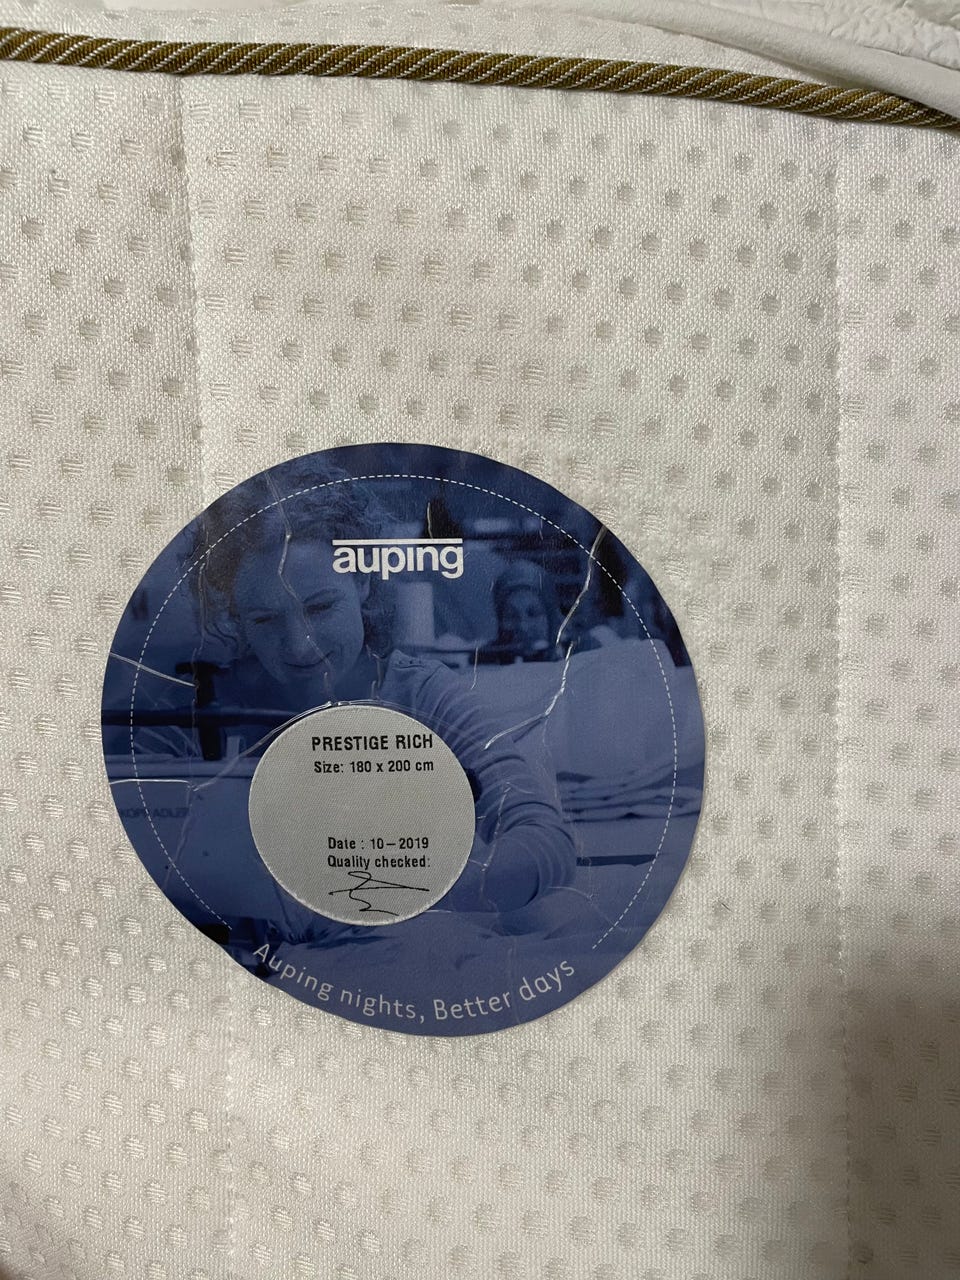 auping
PRESTIGE RICH
Size: 180 x 200 cm
Date : 10-2019
Quality checked:
Auping nights, Better days